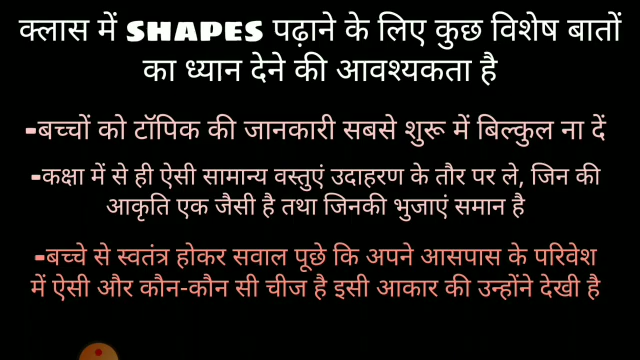 क्लास में SHAPES पढ़ाने के लिए कुछ विशेष बातों
का ध्यान देने की आवश्यकता है
-बच्चों को टॉपिक की जानकारी सबसे शुरू में बिल्कुल ना दें
-कक्षा में से ही ऐसी सामान्य वस्तुएं उदाहरण के तौर पर ले, जिन की
आकृति एक जैसी है तथा जिनकी भुजाएं समान है
-बच्चे से स्वतंत्र होकर सवाल पूछे कि अपने आसपास के परिवेश
में ऐसी और कौन-कौन सी चीज है इसी आकार की उन्होंने देखी है